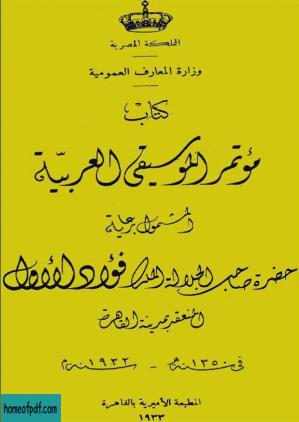 المملكة المصرية
وزارة المعارف العمومية
كتاب
مؤتمر الموسيقى العربية
المشمول برعاية
حضرة صاحب الجلالة الملك فؤاد الأول
المنعقد بمدينة القاهرة
في ١٣٥٠ هـ - ١٩٣٢ م
المطبعة الأميرية بالقاهرة
١٩٣٣
homeofpdf.com